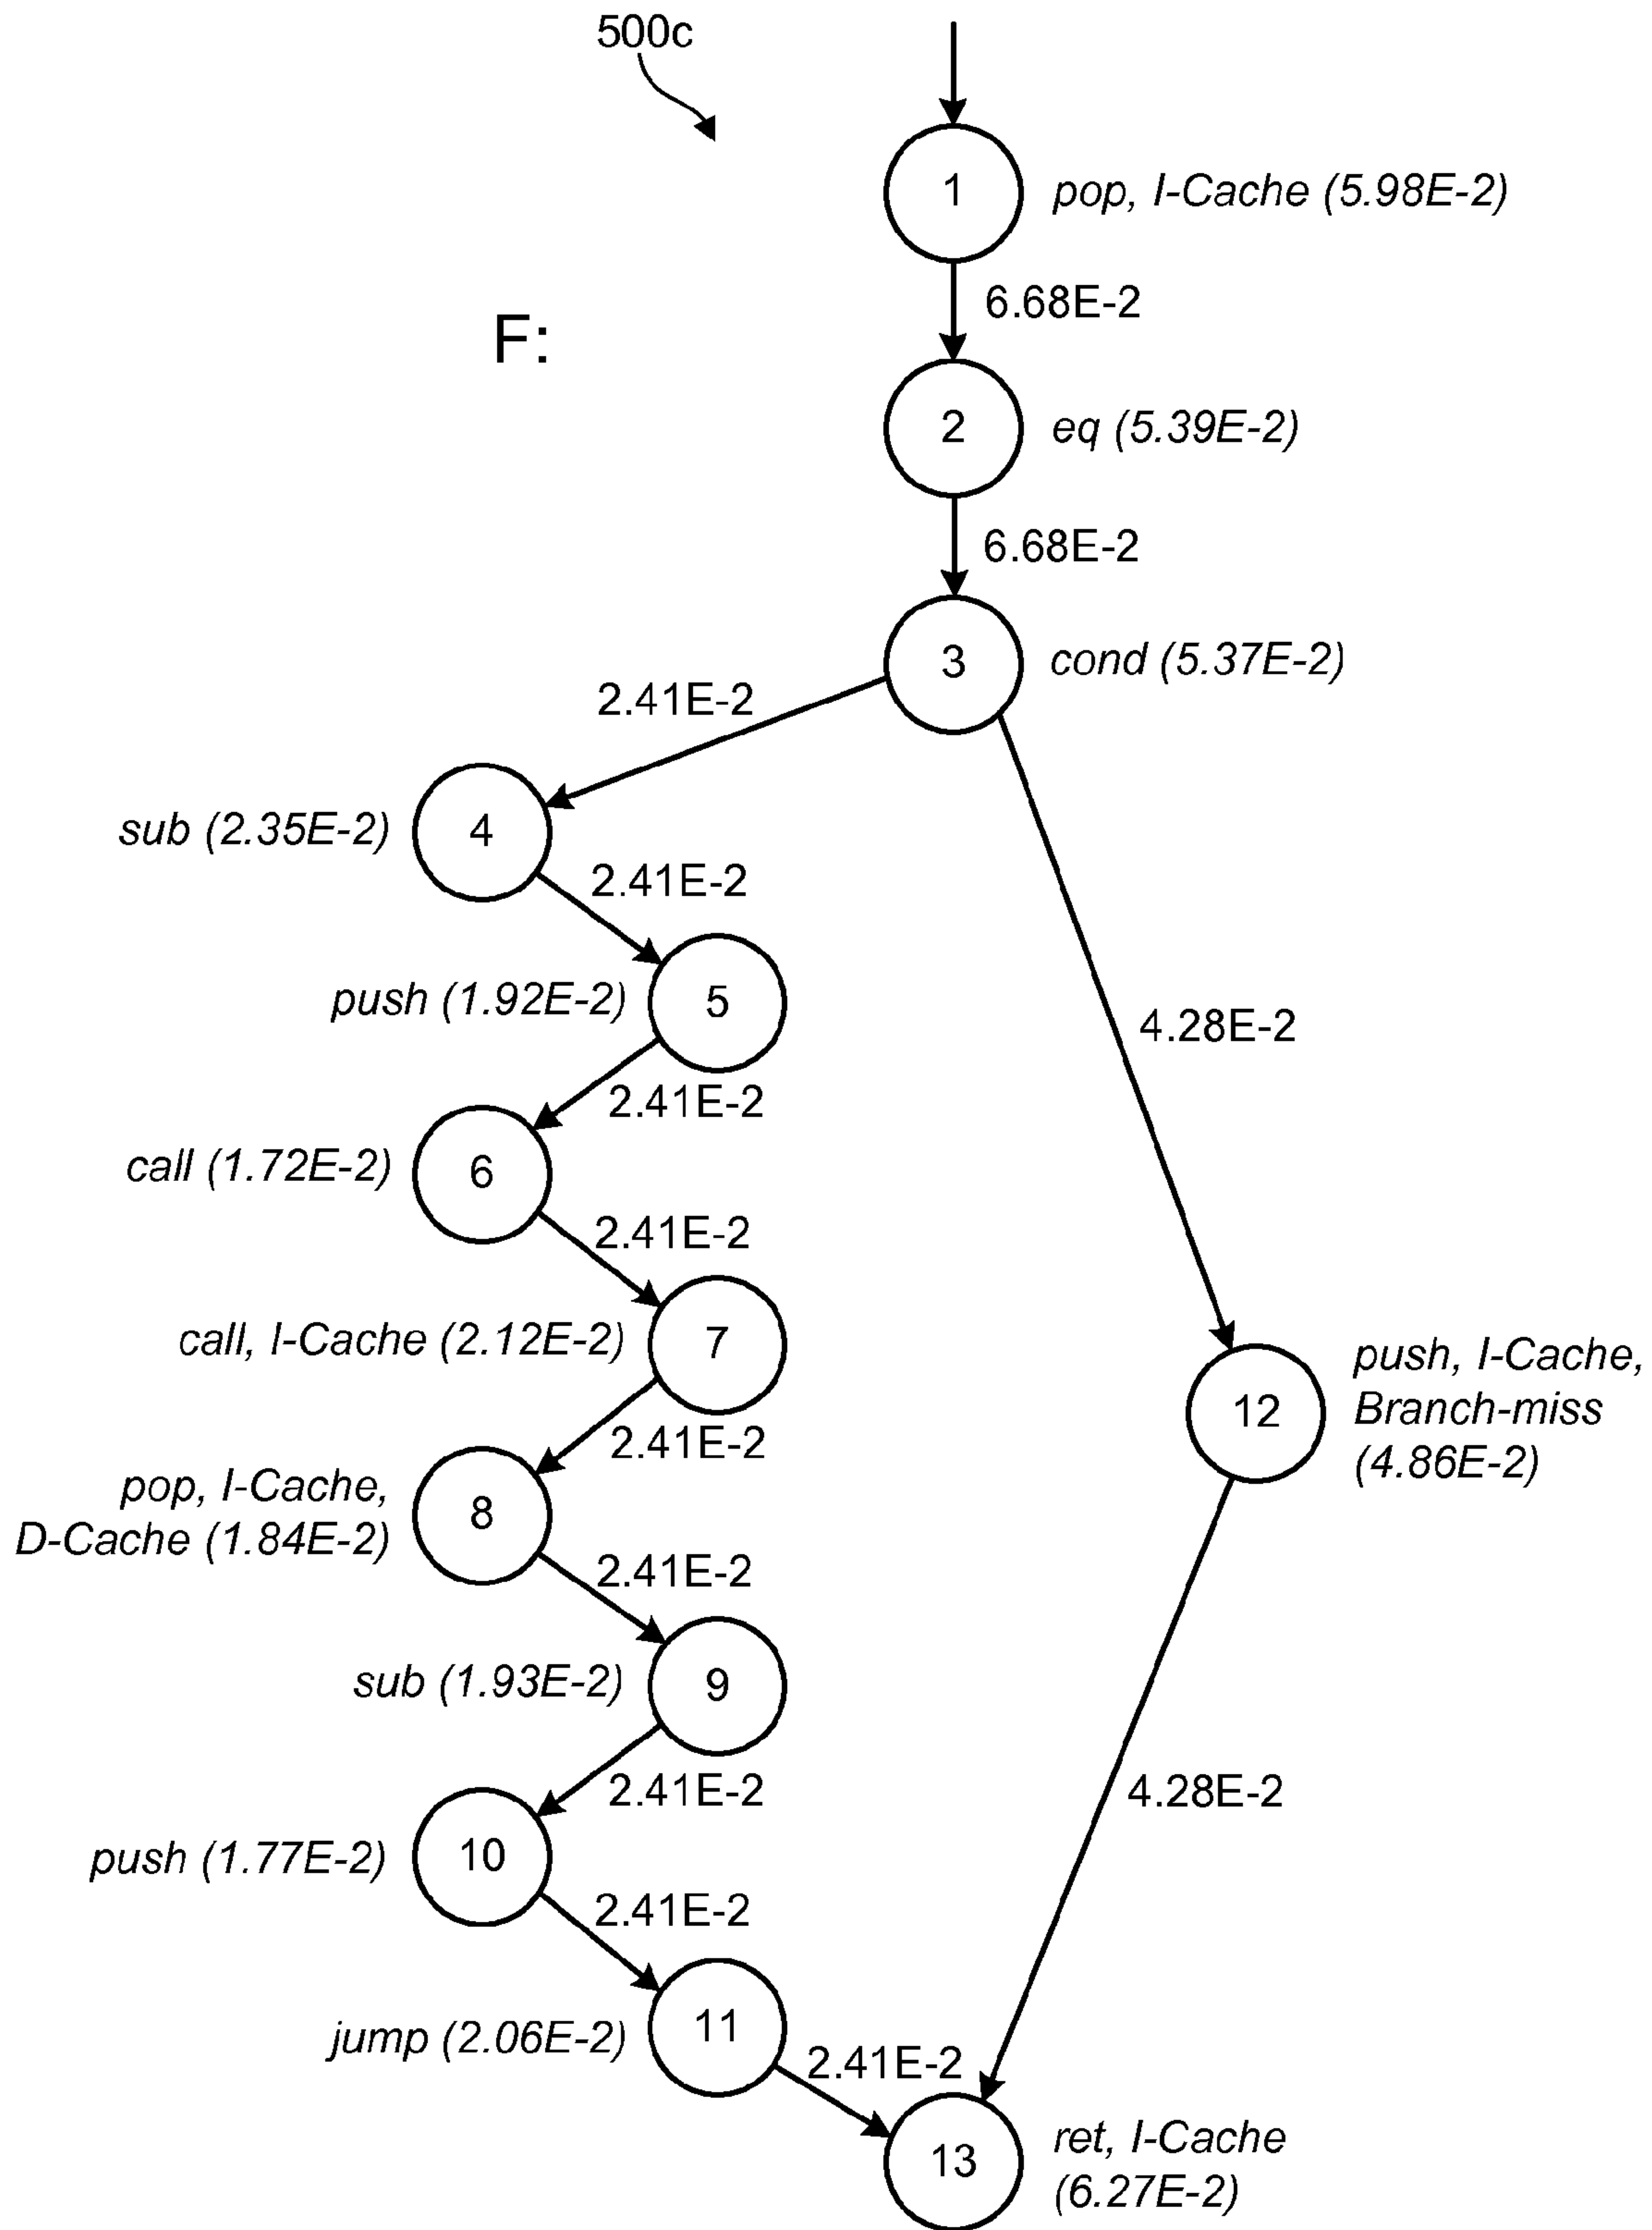 500c
1
pop, I-Cache (5.98E-2)
6.68E-2
F:
2
eq (5.39E-2)
6.68E-2
3
cond (5.37E-2)
2.41E-2
sub (2.35E-2)
4
2.41E-2
push (1.92E-2)
5
4.28E-2
2.41E-2
call (1.72E-2)
6
2.41E-2
call, I-Cache (2.12E-2)
7
12
push, I-Cache,
Branch-miss
(4.86E-2)
2.41E-2
pop, I-Cache,
D-Cache (1.84E-2)
8
2.41E-2
sub (1.93E-2)
9
2.41E-2
4.28E-2
push (1.77E-2)
10
2.41E-2
jump (2.06E-2)
11
2.41E-2
13
ret, I-Cache
(6.27E-2)